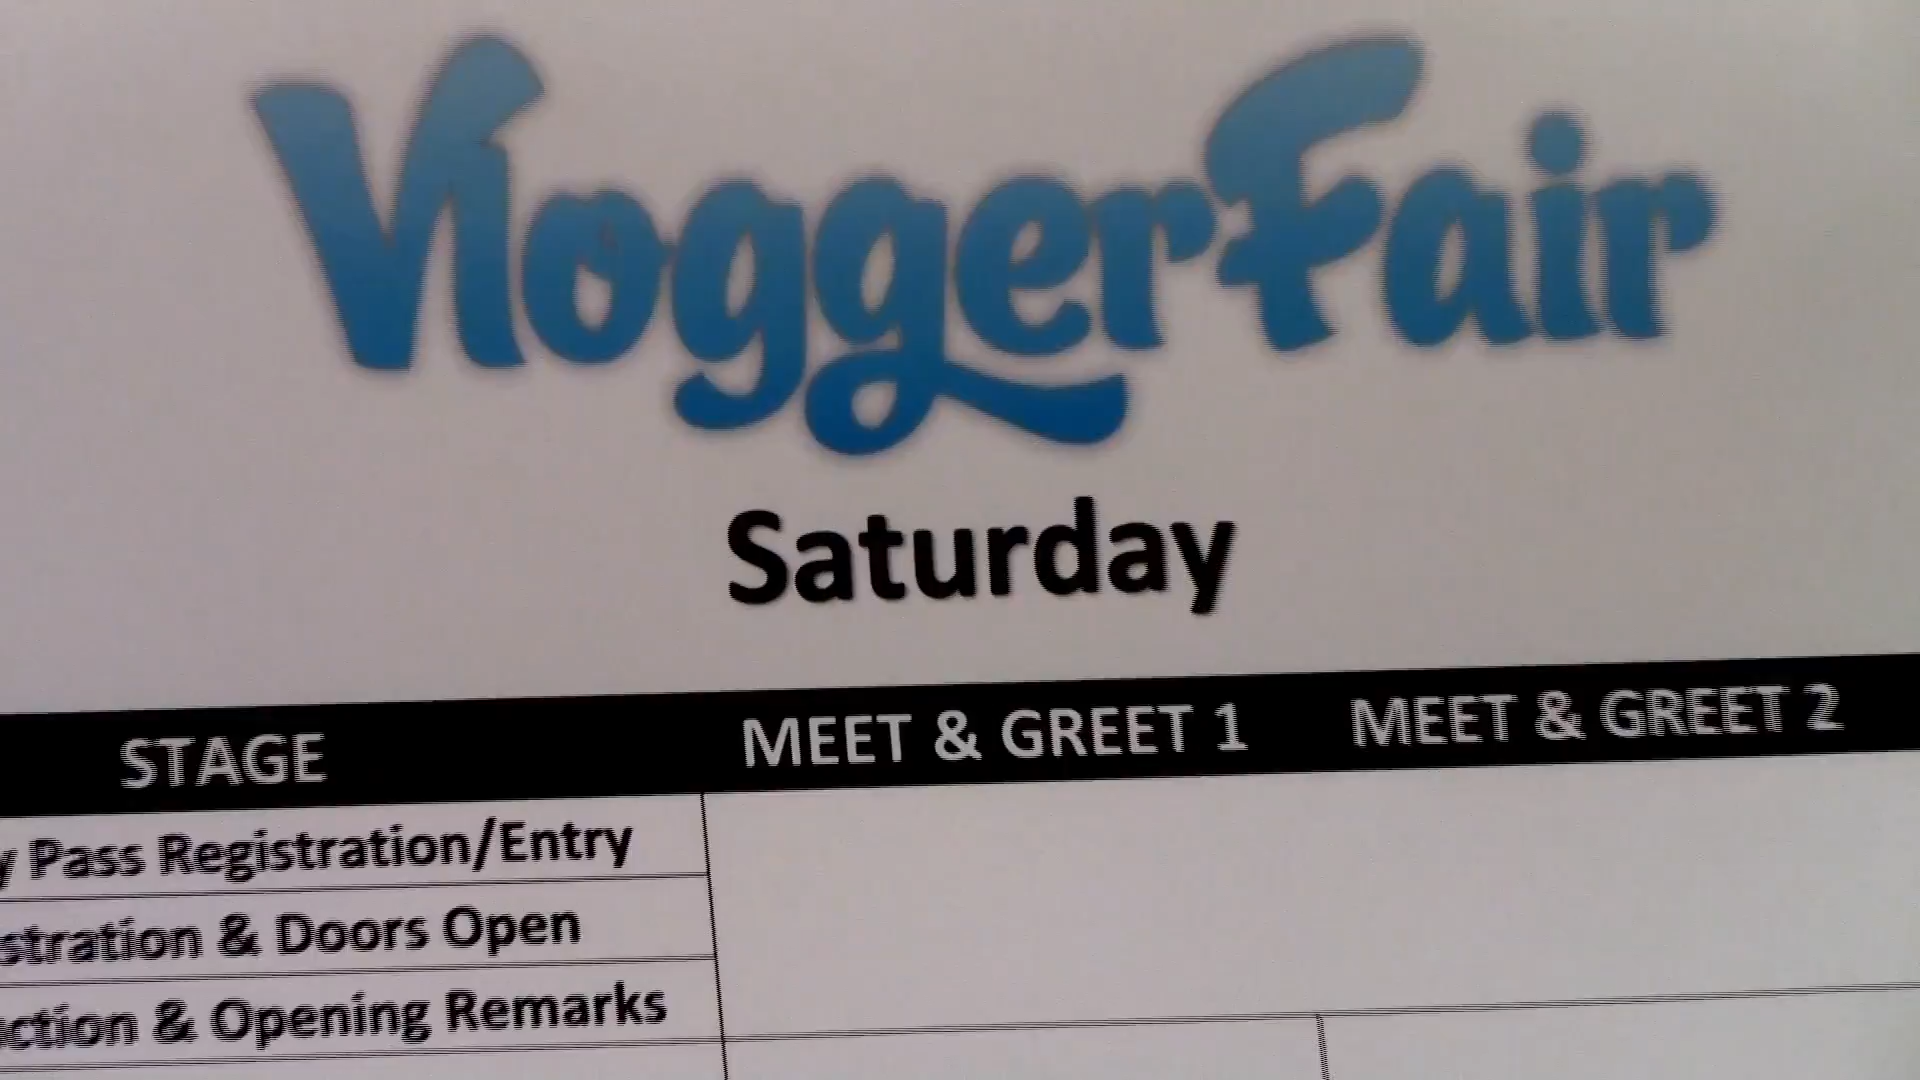 VloggerFair
Saturday
STAGE MEET & GREET 1 MEET & GREET 2
Pass Registration/Entry
& Doors Open
& Opening Remarks